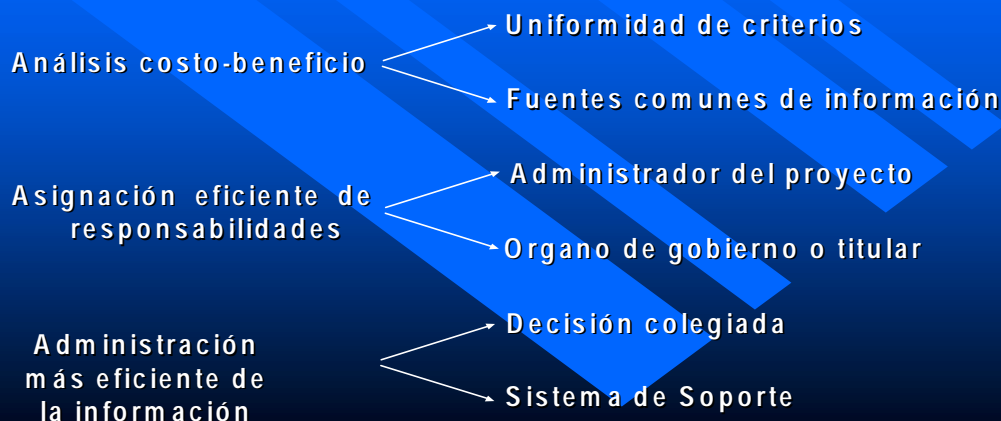 Análisis costo-beneficio
Uniformidad de criterios
Fuentes comunes de información
Asignación eficiente de
responsabilidades
Administrador del proyecto
Organo de gobierno o titular
Administración
más eficiente de
la información
Decisión colegiada
Sistema de Soporte